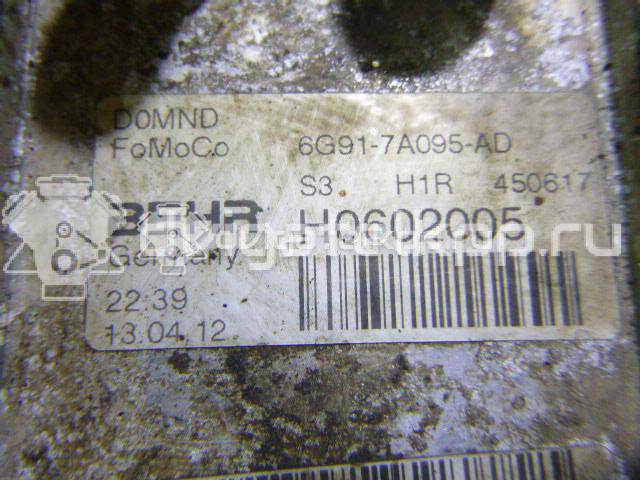 D0MND
FoMoCo 6G91-7A095-AD
S3 H1R 450617
BEHR H0602005
Germany
22:39
13.04.12